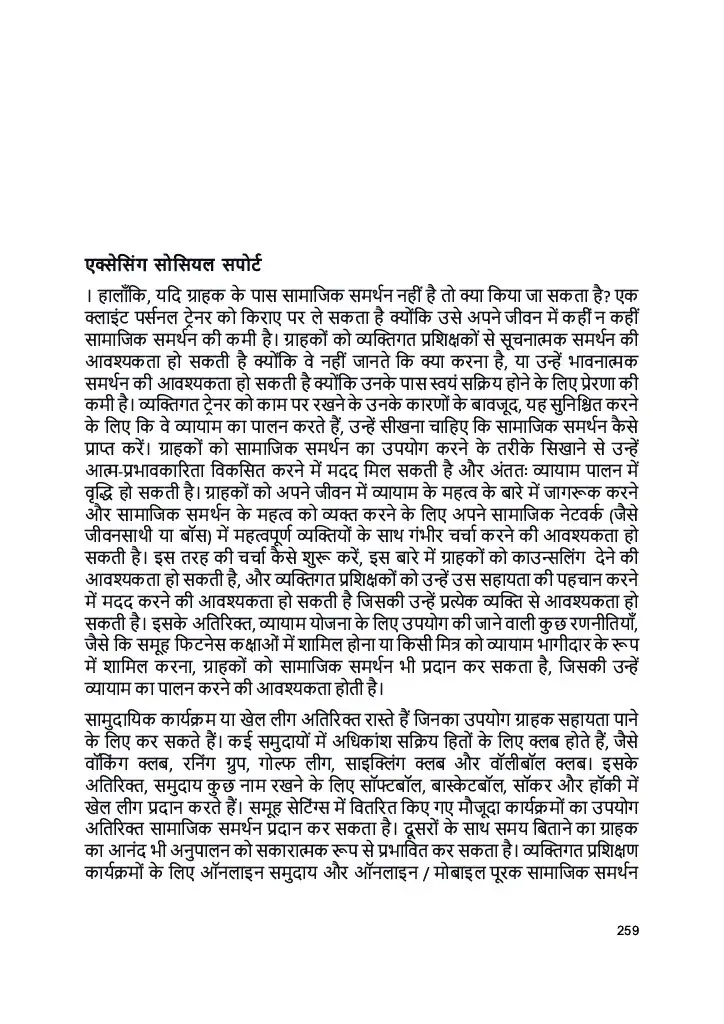 एक्सेसिंग सोसियल सपोर्ट
। हालाँकि, यदि ग्राहक के पास सामाजिक समर्थन नहीं है तो क्या किया जा सकता है? एक
क्लाइंट पर्सनल ट्रेनर को किराए पर ले सकता है क्योंकि उसे अपने जीवन में कहीं न कहीं
सामाजिक समर्थन की कमी है। ग्राहकों को व्यक्तिगत प्रशिक्षकों से सूचनात्मक समर्थन की
आवश्यकता हो सकती है क्योंकि वे नहीं जानते कि क्या करना है, या उन्हें भावनात्मक
समर्थन की आवश्यकता हो सकती है क्योंकि उनके पास स्वयं सक्रिय होने के लिए प्रेरणा की
कमी है। व्यक्तिगत ट्रेनर को काम पर रखने के उनके कारणों के बावजूद, यह सुनिश्चित करने
के लिए कि वे व्यायाम का पालन करते हैं, उन्हें सीखना चाहिए कि सामाजिक समर्थन कैसे
प्राप्त करें। ग्राहकों को सामाजिक समर्थन का उपयोग करने के तरीके सिखाने से उन्हें
आत्म-प्रभावकारिता विकसित करने में मदद मिल सकती है और अंततः व्यायाम पालन में
वृद्धि हो सकती है। ग्राहकों को अपने जीवन में व्यायाम के महत्व के बारे में जागरूक करने
और सामाजिक समर्थन के महत्व को व्यक्त करने के लिए अपने सामाजिक नेटवर्क (जैसे
जीवनसाथी या बॉस) में महत्वपूर्ण व्यक्तियों के साथ गंभीर चर्चा करने की आवश्यकता हो
सकती है। इस तरह की चर्चा कैसे शुरू करें, इस बारे में ग्राहकों को काउन्सलिंग देने की
आवश्यकता हो सकती है, और व्यक्तिगत प्रशिक्षकों को उन्हें उस सहायता की पहचान करने
में मदद करने की आवश्यकता हो सकती है जिसकी उन्हें प्रत्येक व्यक्ति से आवश्यकता हो
सकती है। इसके अतिरिक्त, व्यायाम योजना के लिए उपयोग की जाने वाली कुछ रणनीतियाँ,
जैसे कि समूह फिटनेस कक्षाओं में शामिल होना या किसी मित्र को व्यायाम भागीदार के रूप
में शामिल करना, ग्राहकों को सामाजिक समर्थन भी प्रदान कर सकता है, जिसकी उन्हें
व्यायाम का पालन करने की आवश्यकता होती है।
सामुदायिक कार्यक्रम या खेल लीग अतिरिक्त रास्ते हैं जिनका उपयोग ग्राहक सहायता पाने
के लिए कर सकते हैं। कई समुदायों में अधिकांश सक्रिय हितों के लिए क्लब होते हैं, जैसे
वॉकिंग क्लब, रनिंग ग्रुप, गोल्फ लीग, साइक्लिंग क्लब और वॉलीबॉल क्लब। इसके
अतिरिक्त, समुदाय कुछ नाम रखने के लिए सॉफ्टबॉल, बास्केटबॉल, सॉकर और हॉकी में
खेल लीग प्रदान करते हैं। समूह सेटिंग्स में वितरित किए गए मौजूदा कार्यक्रमों का उपयोग
अतिरिक्त सामाजिक समर्थन प्रदान कर सकता है। दूसरों के साथ समय बिताने का ग्राहक
का आनंद भी अनुपालन को सकारात्मक रूप से प्रभावित कर सकता है। व्यक्तिगत प्रशिक्षण
कार्यक्रमों के लिए ऑनलाइन समुदाय और ऑनलाइन / मोबाइल पूरक सामाजिक समर्थन
259